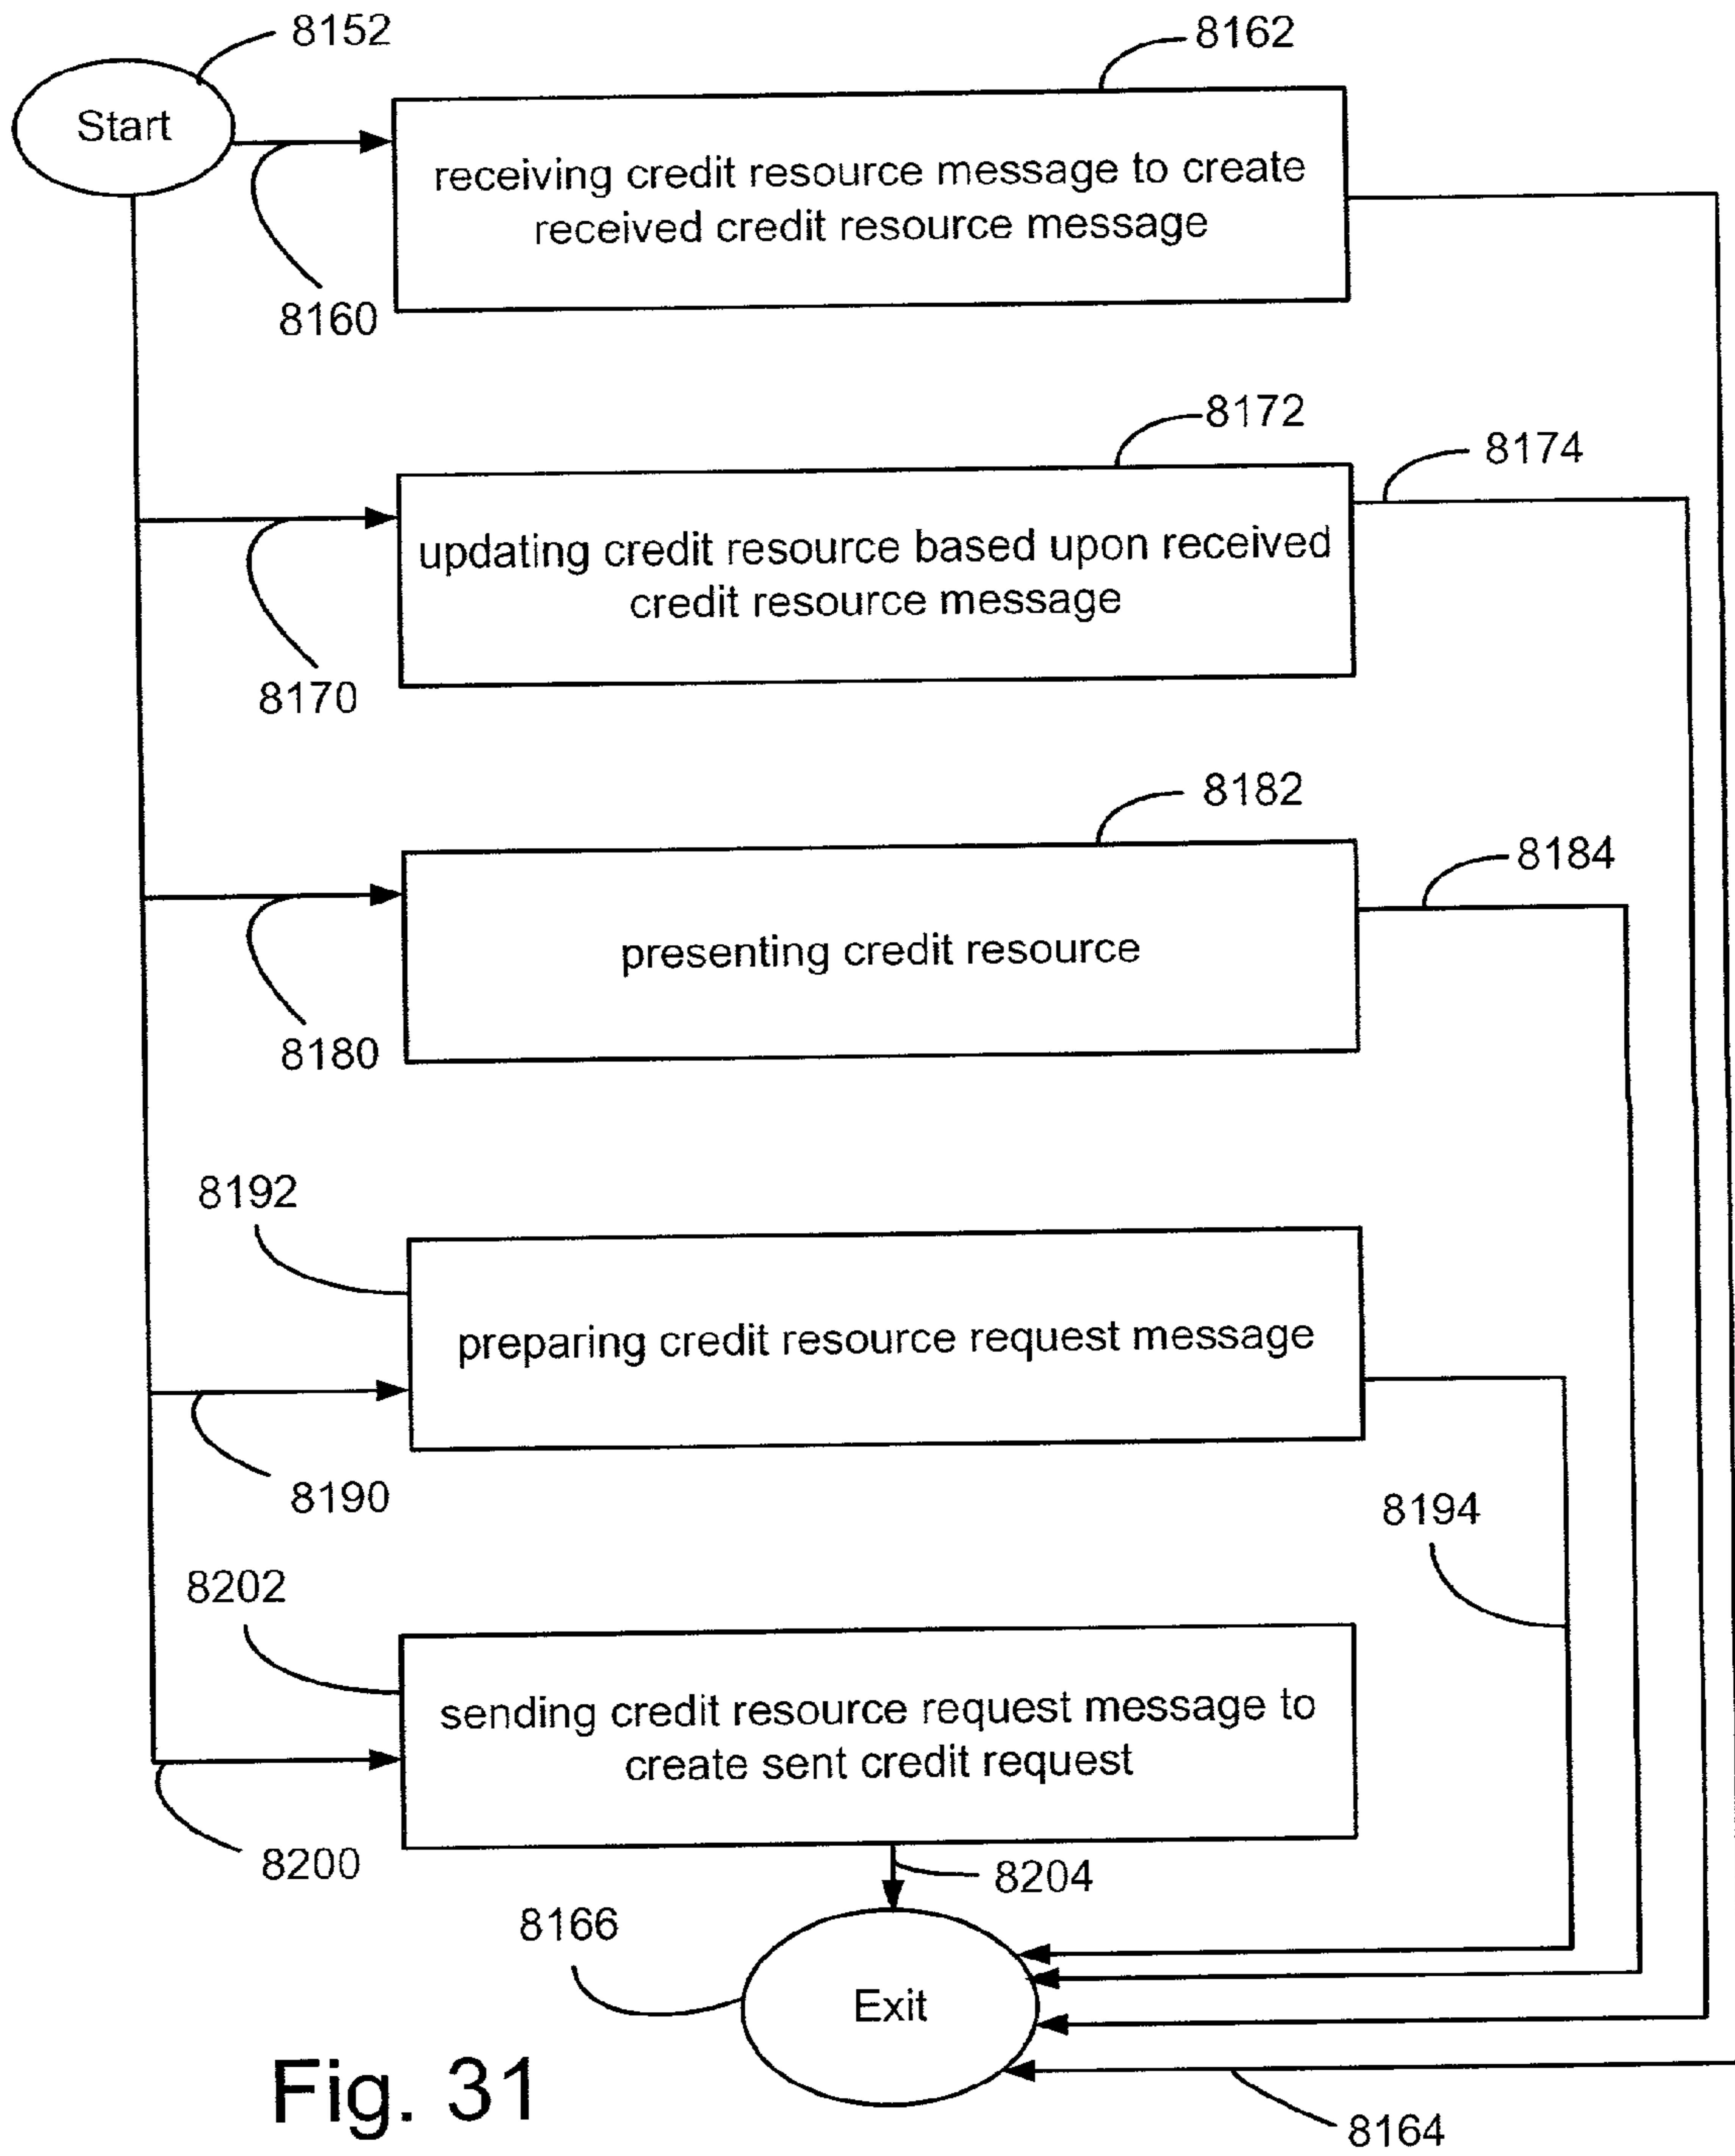 8152
8162
Start
receiving credit resource message to create
received credit resource message
8160
8172
8174
updating credit resource based upon received
credit resource message
8170
8182
8184
presenting credit resource
8180
8192
preparing credit resource request message
8190
8194
8202
sending credit resource request message to
create sent credit request
8200
8204
8166
Exit
Fig. 31
8164